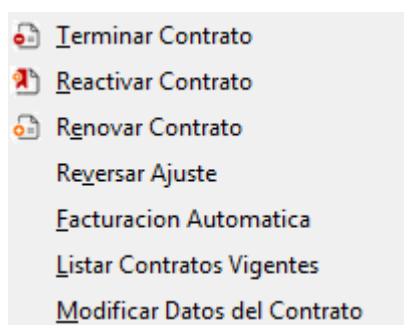 Terminar Contrato
Reactivar Contrato
Renovar Contrato
Reversar Ajuste
Facturacion Automatica
Listar Contratos Vigentes
Modificar Datos del Contrato